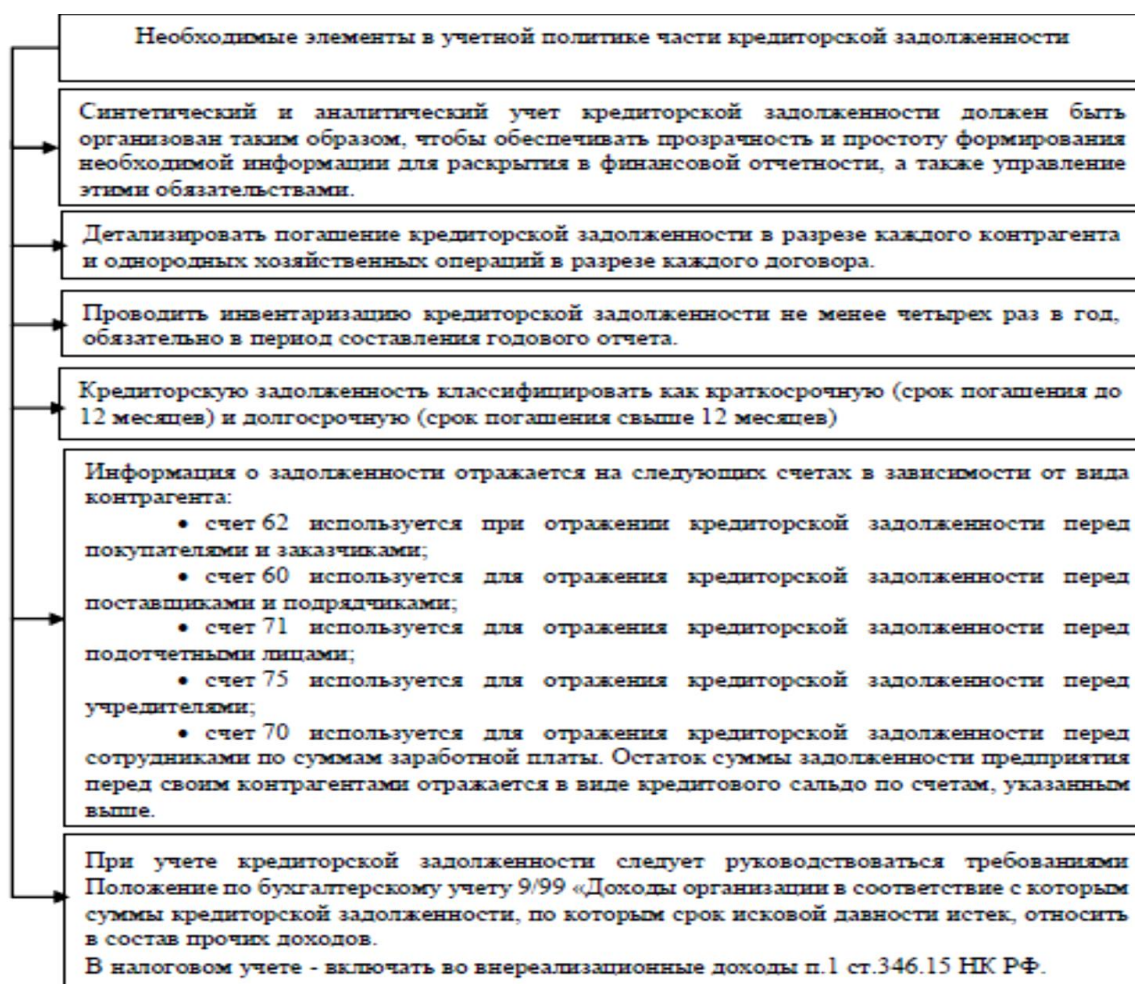 Необходимые элементы в учетной политике части кредиторской задолженности
Синтетический и аналитический учет кредиторской задолженности должен быть
организован таким образом, чтобы обеспечивать прозрачность и простоту формирования
необходимой информации для раскрытия в финансовой отчетности, а также управление
этими обязательствами.
Детализировать погашение кредиторской задолженности в разрезе каждого контрагента
и однородных хозяйственных операций в разрезе каждого договора.
Проводить инвентаризацию кредиторской задолженности не менее четырех раз в год,
обязательно в период составления годового отчета.
Кредиторскую задолженность классифицировать как краткосрочную (срок погашения до
12 месяцев) и долгосрочную (срок погашения свыше 12 месяцев)
Информация о задолженности отражается на следующих счетах в зависимости от вида
контрагента:
• счет 62 используется при отражении кредиторской задолженности перед
покупателями и заказчиками;
• счет 60 используется для отражения кредиторской задолженности перед
поставщиками и подрядчиками;
• счет 71 используется для отражения кредиторской задолженности перед
подотчетными лицами;
• счет 75 используется для отражения кредиторской задолженности перед
учредителями;
• счет 70 используется для отражения кредиторской задолженности перед
сотрудниками по суммам заработной платы. Остаток суммы задолженности предприятия
перед своим контрагентами отражается в виде кредитового сальдо по счетам, указанным
выше.
При учете кредиторской задолженности следует руководствоваться требованиями
Положение по бухгалтерскому учету 9/99 «Доходы организации в соответствие с которым
суммы кредиторской задолженности, по которым срок исковой давности истек, относить
в состав прочих доходов.
В налоговом учете - включать во внереализационные доходы п.1 ст.346.15 НК РФ.